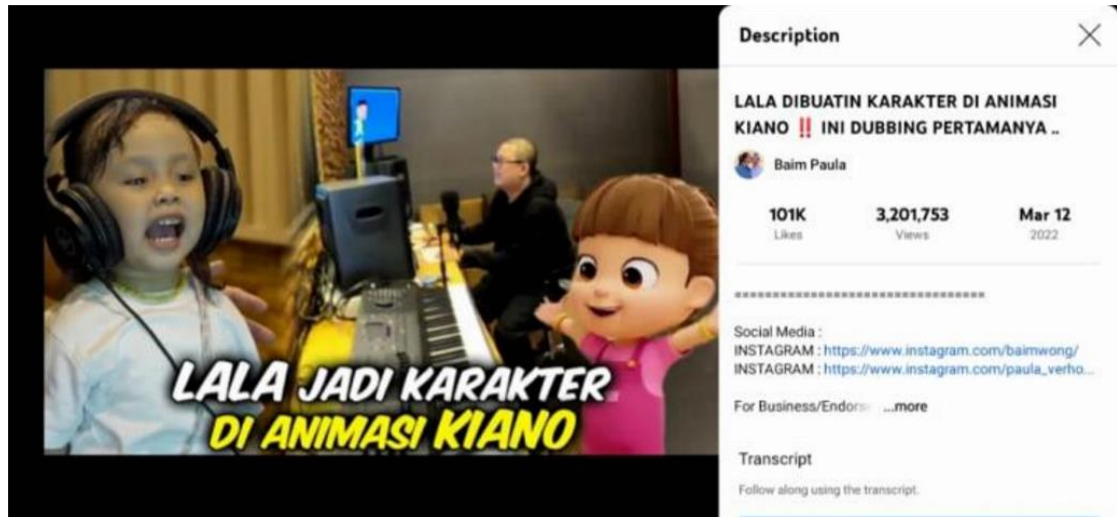 LALA JADI KARAKTER
DI ANIMASI KIANO
Description
LALA DIBUATIN KARAKTER DI ANIMASI
KIANO ‼️ INI DUBBING PERTAMANYA ..
Baim Paula
101K 3,201,753 Mar 12
Likes Views 2022
==================================
Social Media :
INSTAGRAM : https://www.instagram.com/baimwong/
INSTAGRAM : https://www.instagram.com/paula_verho...
For Business/Endors ...more
Transcript
Follow along using the transcript.